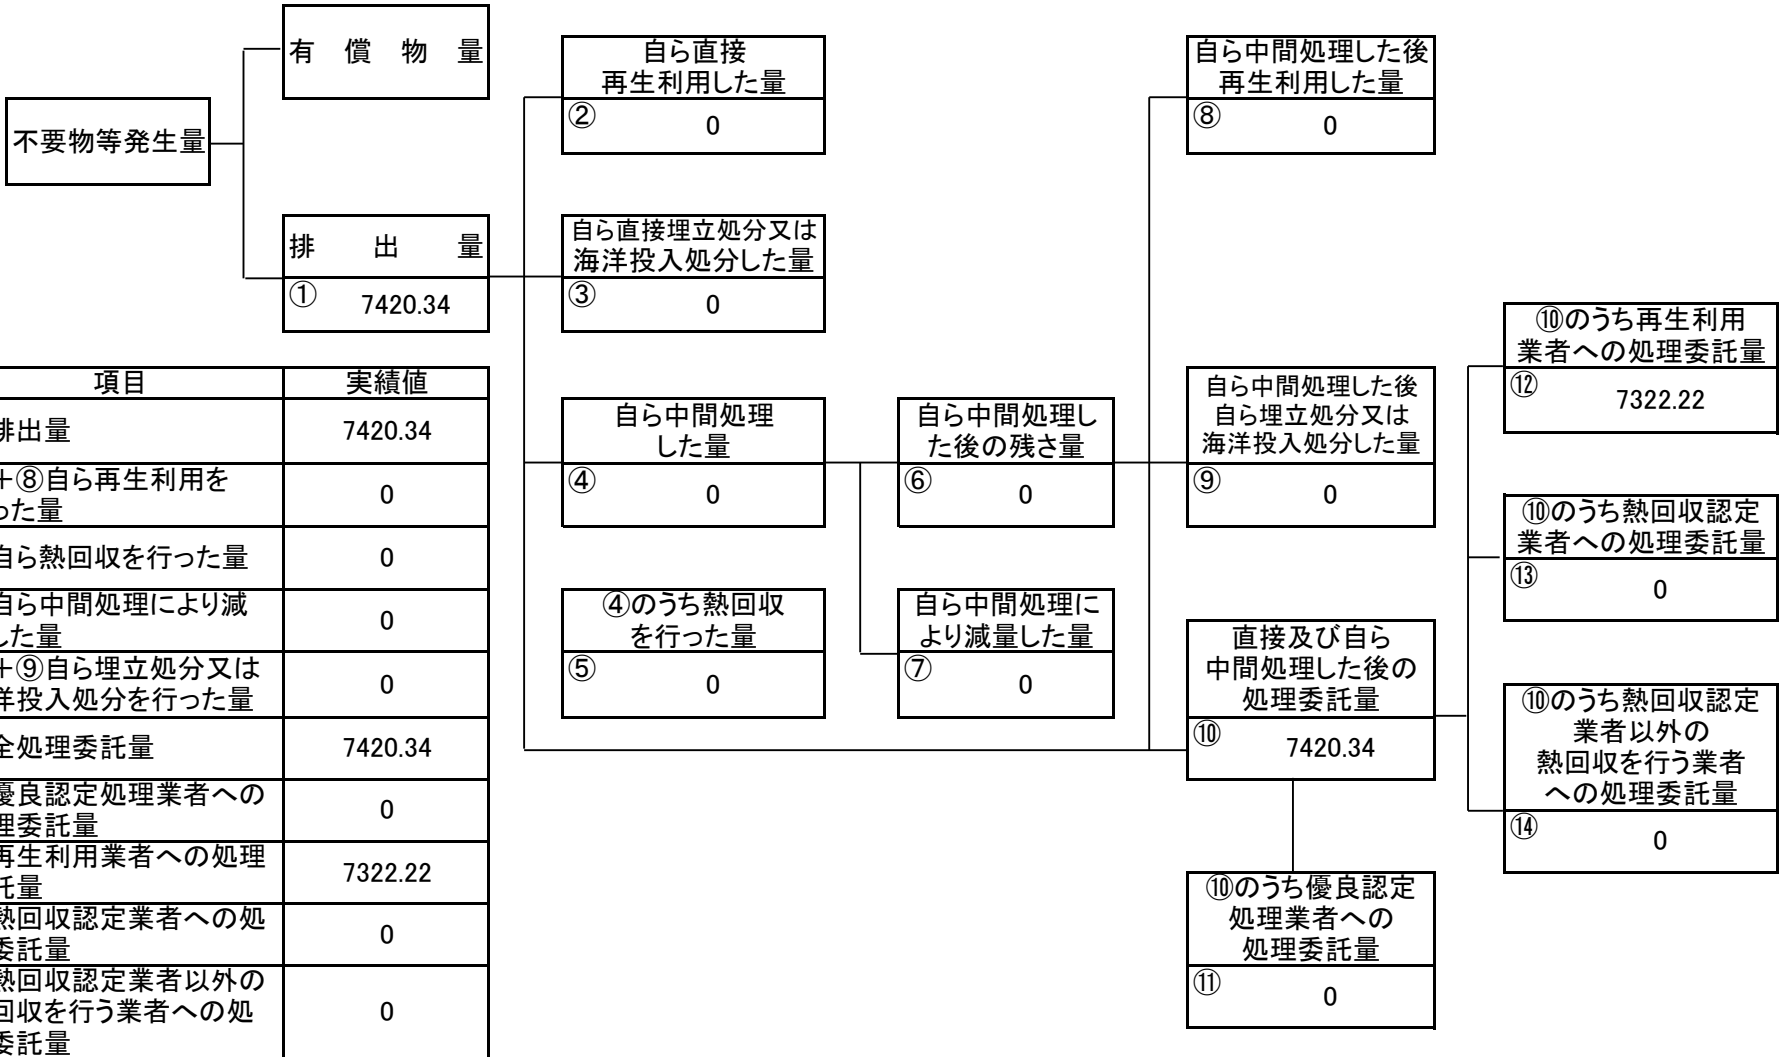 有償物量
不要物等発生量
排出量
①
7420.34
自ら直接
再生利用した量
②
0
自ら直接埋立処分又は
海洋投入処分した量
③
0
自ら中間処理
した量
④
0
④のうち熱回収
を行った量
⑤
0
自ら中間処理し
た後の残さ量
⑥
0
自ら中間処理に
より減量した量
⑦
0
自ら中間処理した後
再生利用した量
⑧
0
自ら中間処理した後
自ら埋立処分又は
海洋投入処分した量
⑨
0
直接及び自ら
中間処理した後の
処理委託量
⑩
7420.34
⑩のうち優良認定
処理業者への
処理委託量
⑪
0
⑩のうち再生利用
業者への処理委託量
⑫
7322.22
⑩のうち熱回収認定
業者への処理委託量
⑬
0
⑩のうち熱回収認定
業者以外の
熱回収を行う業者
への処理委託量
⑭
0
項目 実績値
排出量 7420.34
+⑧自ら再生利用を
った量
0
自ら熱回収を行った量 0
自ら中間処理により減
した量
0
+⑨自ら埋立処分又は
洋投入処分を行った量
0
全処理委託量 7420.34
優良認定処理業者への
理委託量
0
再生利用業者への処理
託量
7322.22
熱回収認定業者への処
委託量
0
熱回収認定業者以外の
回収を行う業者への処
委託量
0